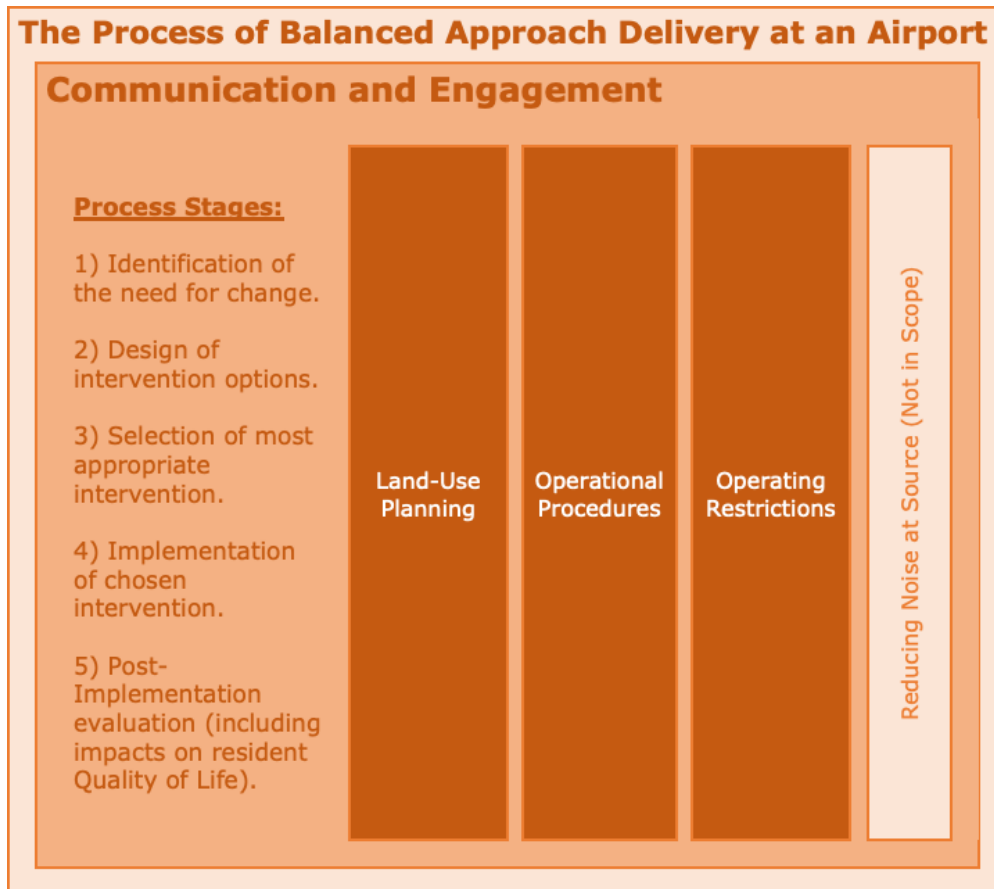 The Process of Balanced Approach Delivery at an Airport
Communication and Engagement
Process Stages:
1) Identification of
the need for change.
2) Design of
intervention options.
3) Selection of most
appropriate
intervention.
4) Implementation
of chosen
intervention.
5) Post-
Implementation
evaluation (including
impacts on resident
Quality of Life).
Land-Use
Planning
Operational
Procedures
Operating
Restrictions
Reducing Noise at Source (Not in Scope)